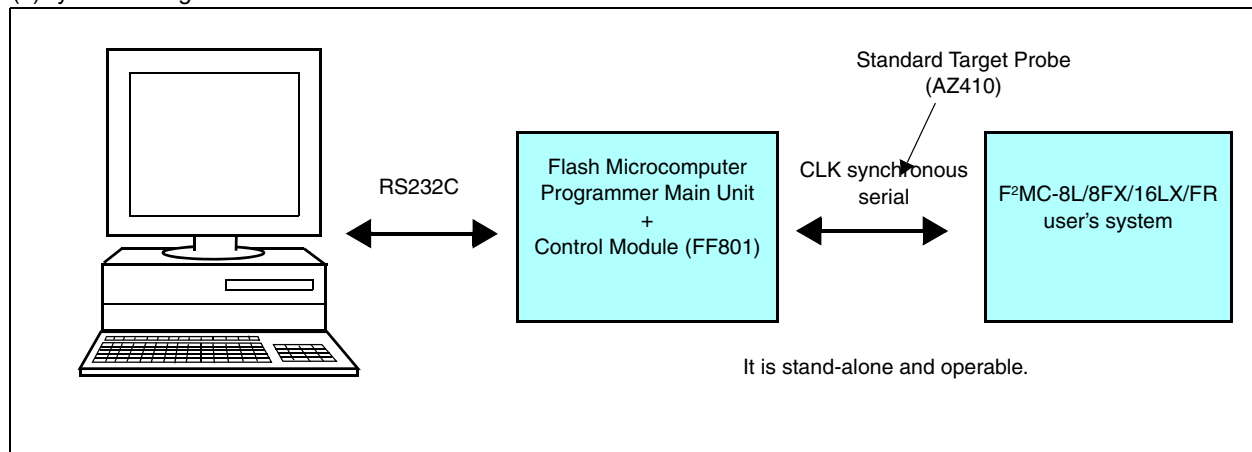 Standard Target Probe
(AZ410)
RS232C
Flash Microcomputer
Programmer Main Unit
+
Control Module (FF801)
CLK synchronous
serial
F²MC-8L/8FX/16LX/FR
user's system
It is stand-alone and operable.